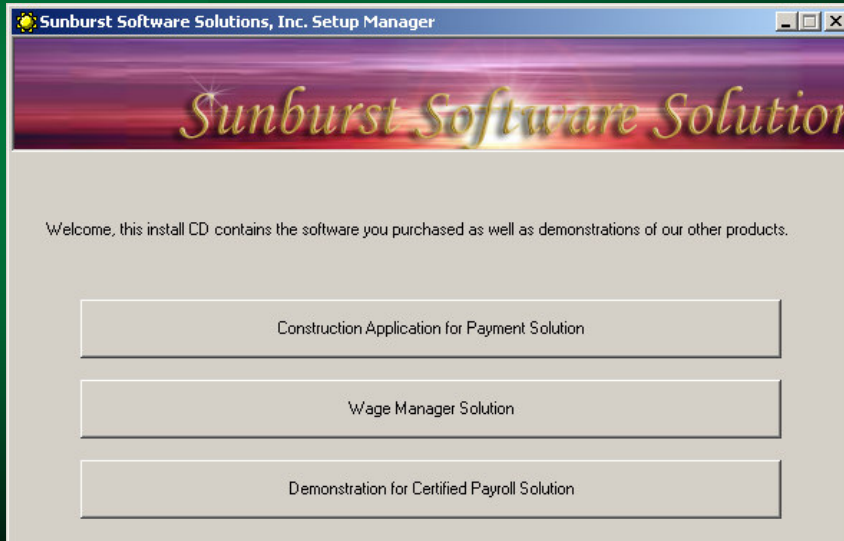 Sunburst Software Solutions, Inc. Setup Manager
Sunburst Software Solution
Welcome, this install CD contains the software you purchased as well as demonstrations of our other products.
Construction Application for Payment Solution
Wage Manager Solution
Demonstration for Certified Payroll Solution